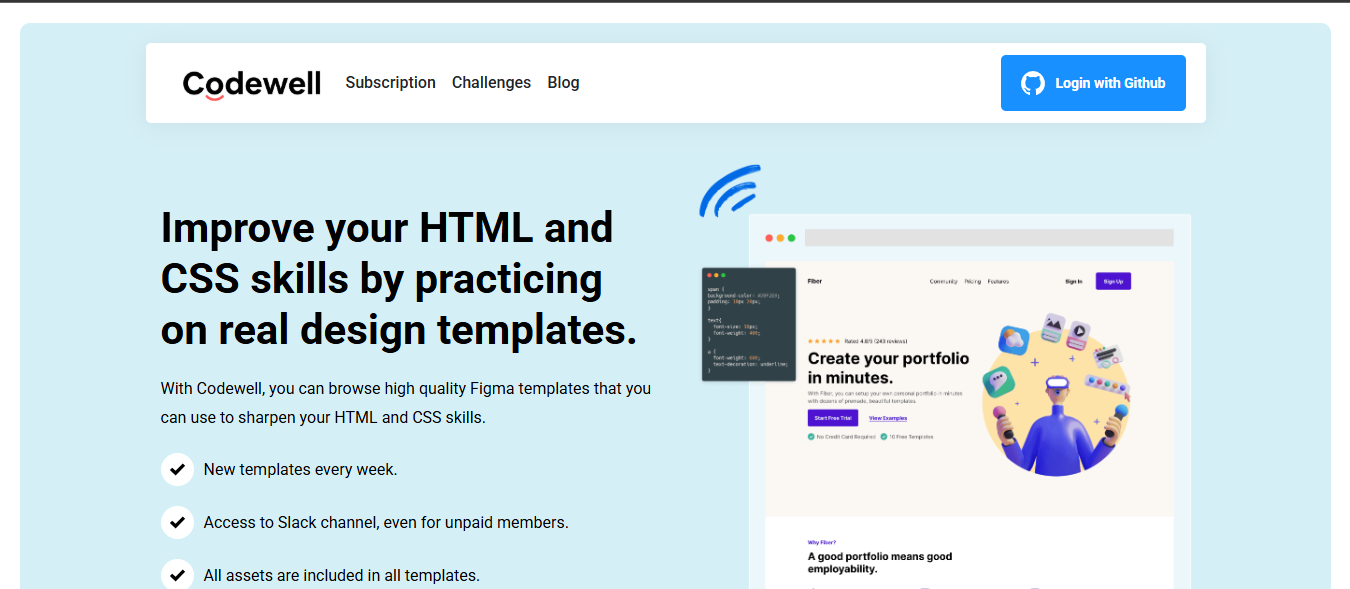 Codewell
Subscription
Challenges
Blog
Login with Github
Improve your HTML and
CSS skills by practicing
on real design templates.
With Codewell, you can browse high quality Figma templates that you
can use to sharpen your HTML and CSS skills.
New templates every week.
Access to Slack channel, even for unpaid members.
All assets are included in all templates.
span {
padding: 10px 20px;
}
text{
font-size: 16px;
font-weight: 400;
}
a {
font-weight: 600;
text-decoration: underline;
}
Fiber
Community
Pricing
Features
Sign In
Sign Up
Rated 4.8/5 (243 reviews)
Create your portfolio
in minutes.
With Fiber, you can setup your own personal portfolio in minutes
with dozens of premade, beautiful templates.
Start Free Trial
View Examples
No Credit Card Required
10 Free Templates
Why Fiber?
A good portfolio means good
employability.